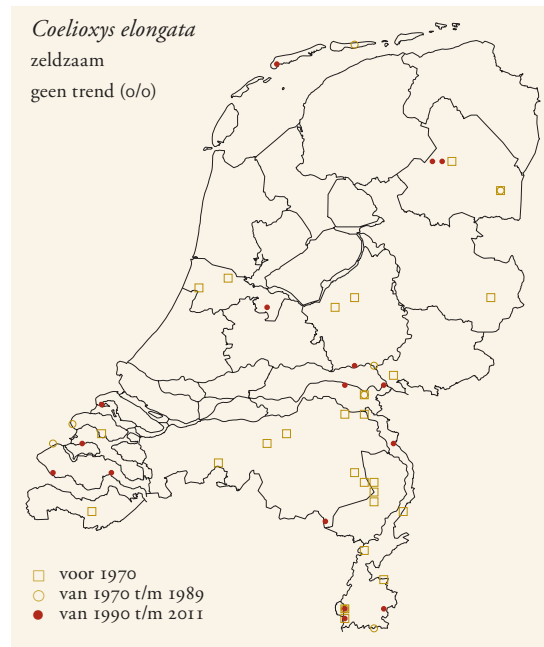 Coelioxys elongata
zeldzaam
geen trend (0/0)
voor 1970
van 1970 t/m 1989
van 1990 t/m 2011